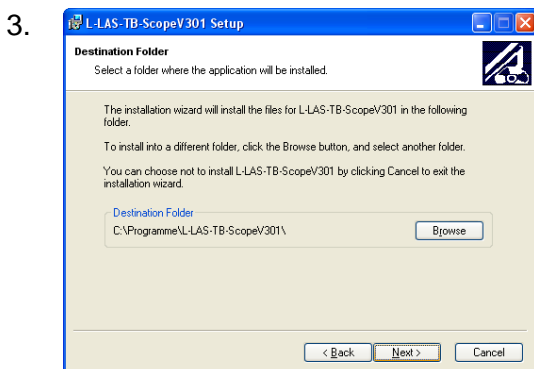 3.
L-LAS-TB-ScopeV301 Setup
Destination Folder
Select a folder where the application will be installed.
The installation wizard will install the files for L-LAS-TB-ScopeV301 in the following
folder.
To install into a different folder, click the Browse button, and select another folder.
You can choose not to install L-LAS-TB-ScopeV301 by clicking Cancel to exit the
installation wizard.
Destination Folder
C:\Programme\L-LAS-TB-ScopeV301\
Browse
< Back
Next >
Cancel